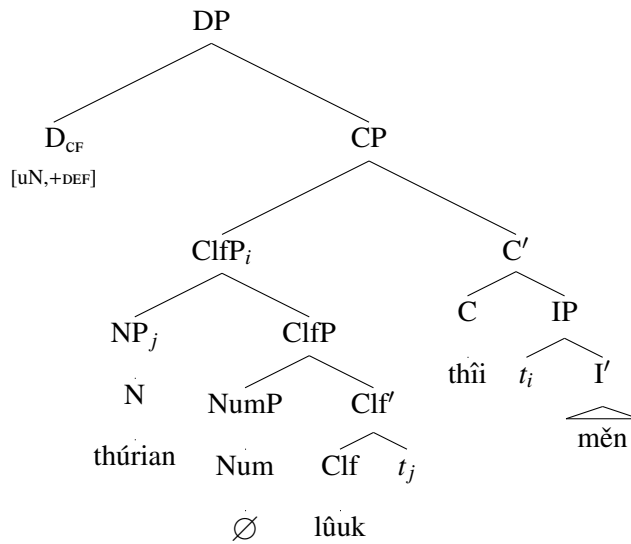 DP
D_CF CP
[uN,+DEF]
ClfP_i C′
NP_j ClfP C IP
N NumP Clf′ thîi t_i I′
thúrian Num Clf t_j mĕn
∅ lûuk